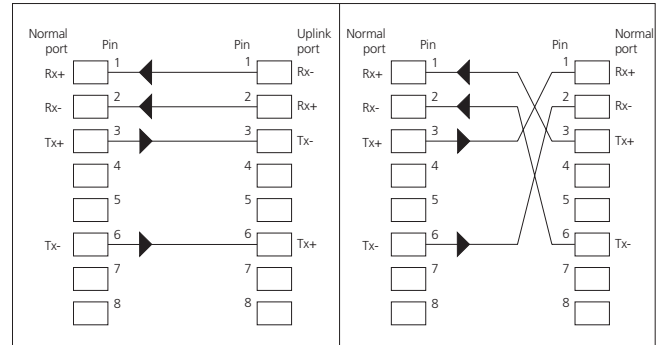 Normal port Pin Pin Uplink port
Rx+ 1 1 Rx-
Rx- 2 2 Rx+
Tx+ 3 3 Tx-
4 4
5 5
Tx- 6 6 Tx+
7 7
8 8
Normal port Pin Pin Normal port
Rx+ 1 1 Rx+
Rx- 2 2 Rx-
Tx+ 3 3 Tx+
4 4
5 5
Tx- 6 6 Tx-
7 7
8 8